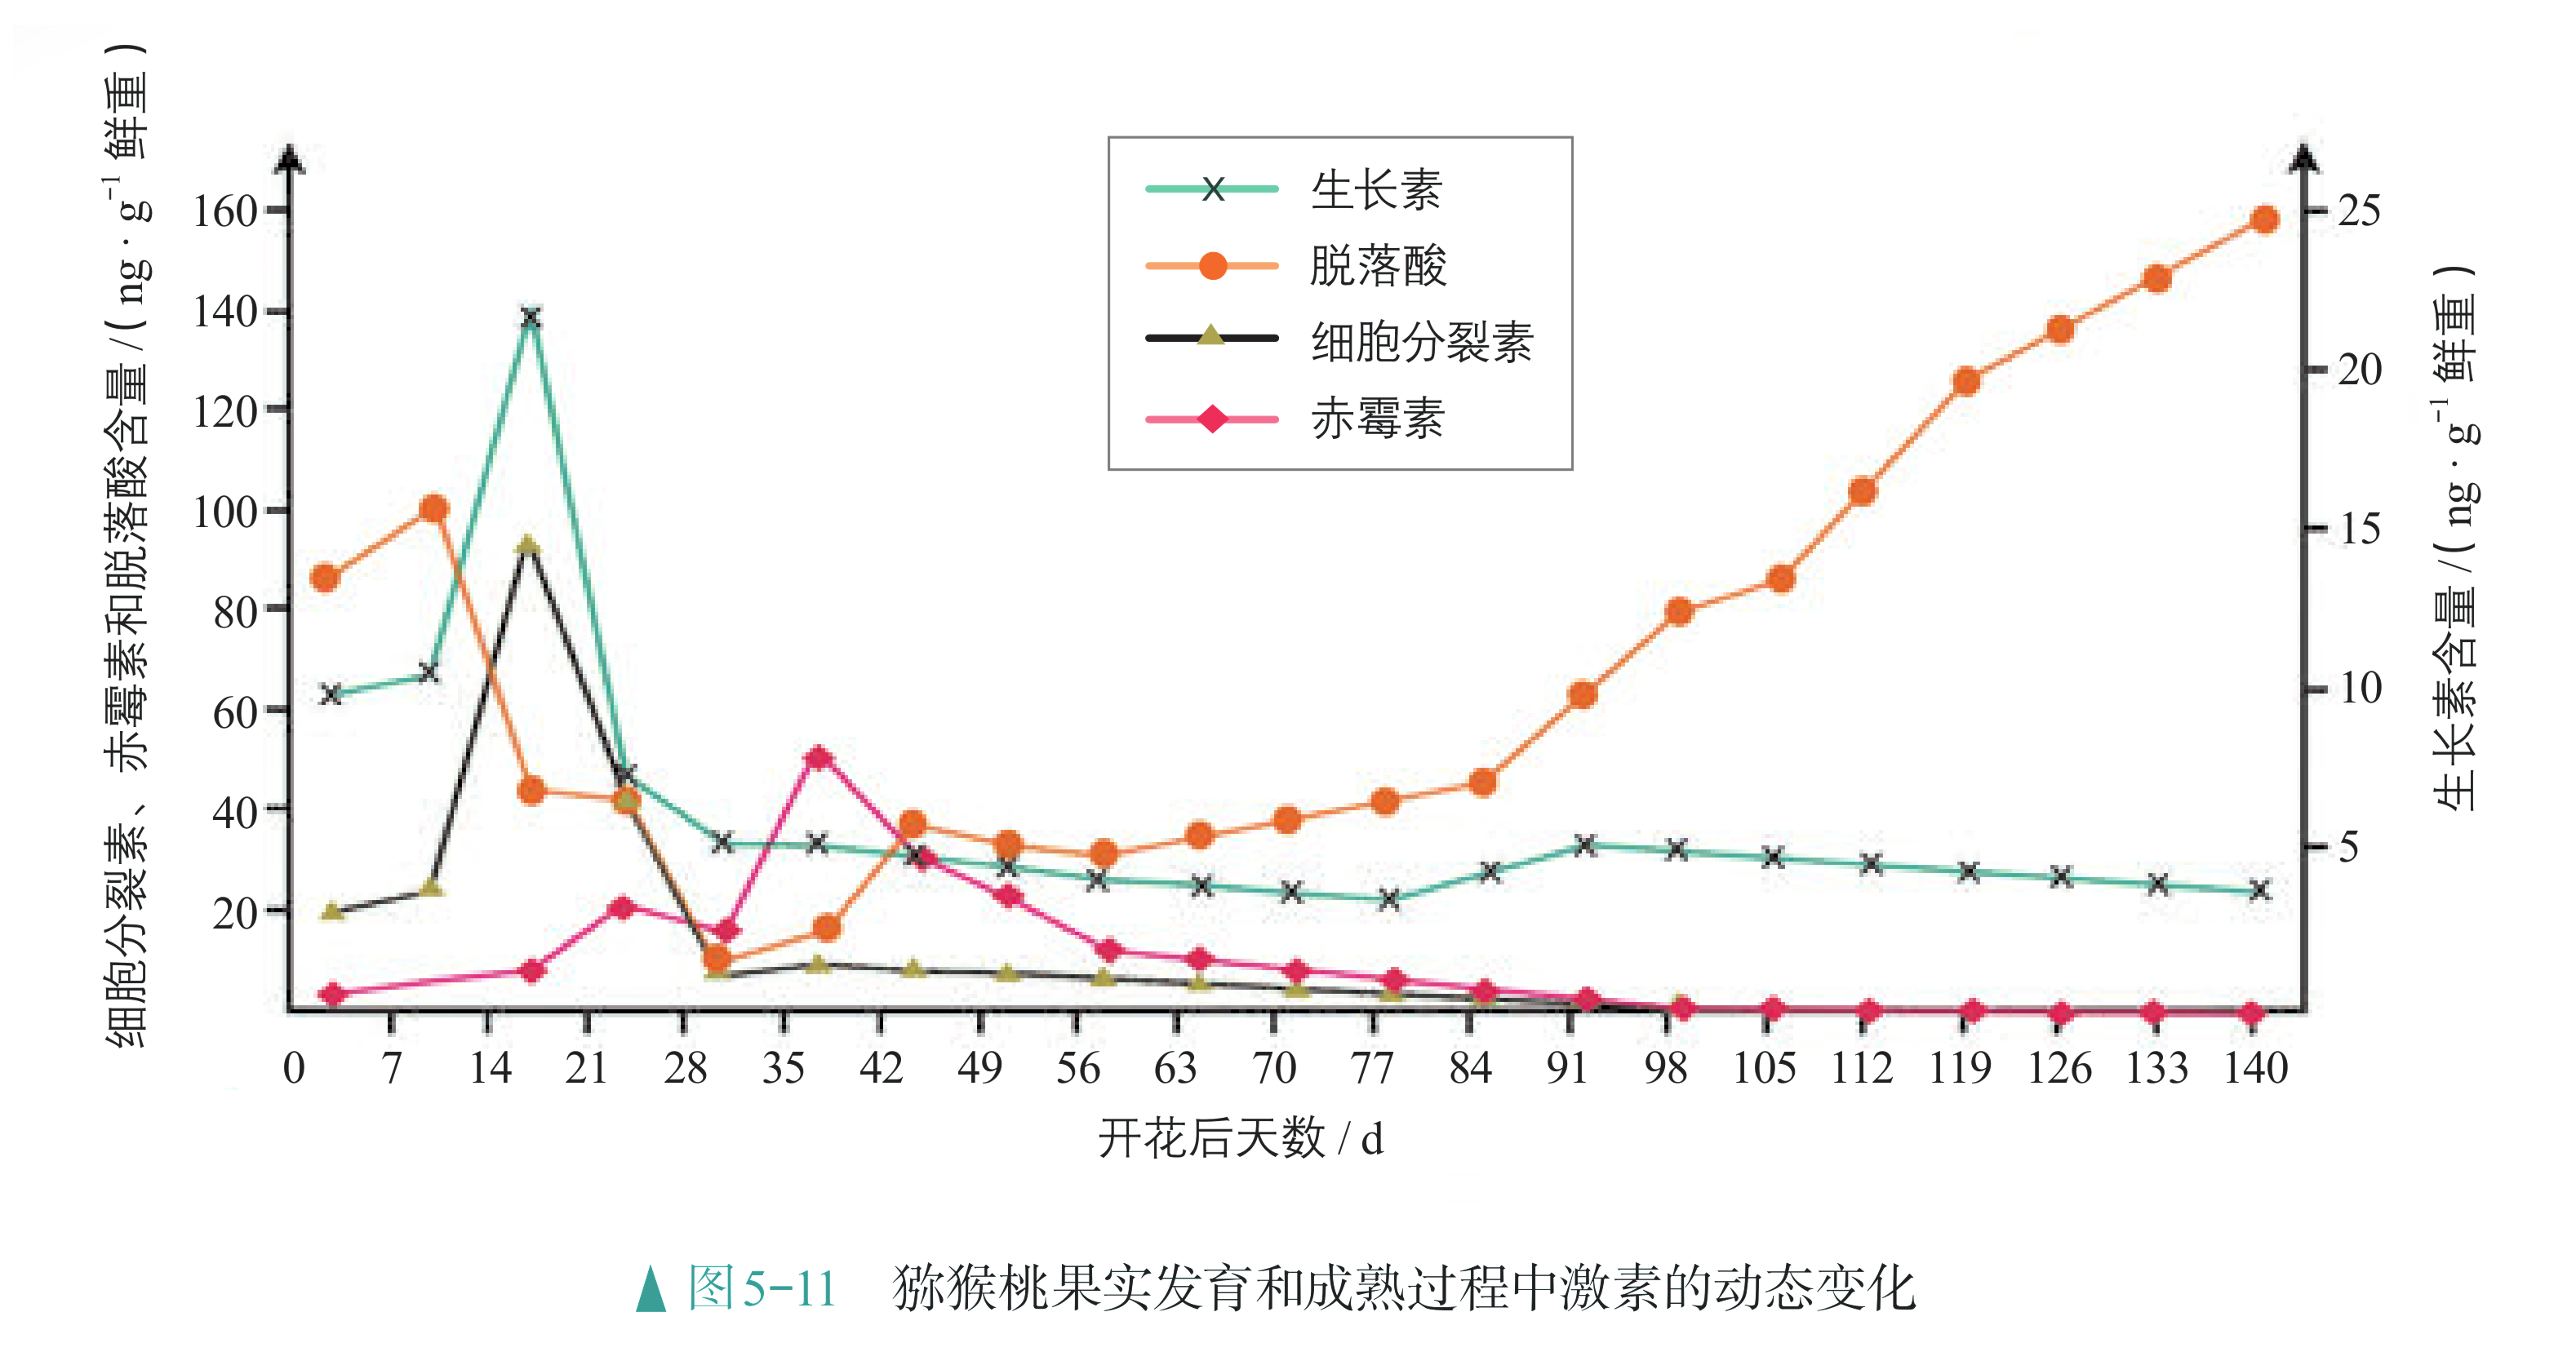 细胞分裂素、赤霉素和脱落酸含量 / ( ng · g⁻¹ 鲜重 )
160
140
120
100
80
60
40
20
生长素
脱落酸
细胞分裂素
赤霉素
25
20
15
10
5
生长素含量 / ( ng · g⁻¹ 鲜重 )
0 7 14 21 28 35 42 49 56 63 70 77 84 91 98 105 112 119 126 133 140
开花后天数 / d
▲ 图 5-11 猕猴桃果实发育和成熟过程中激素的动态变化